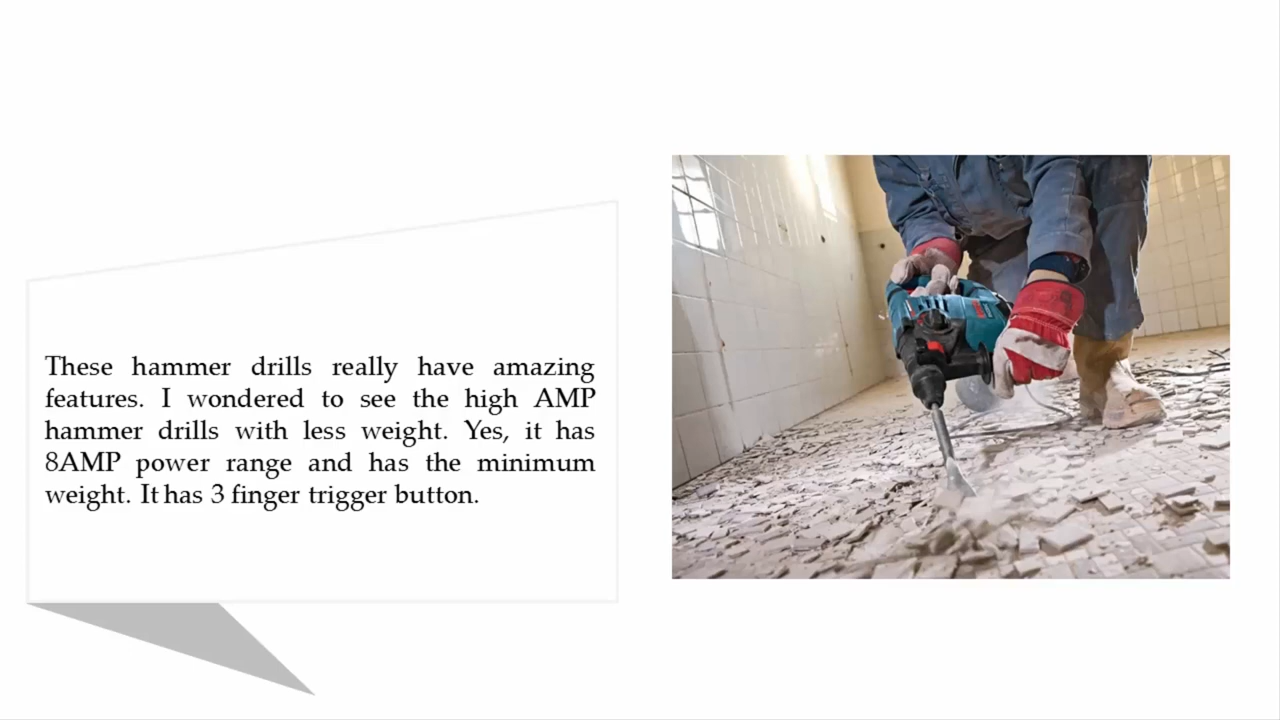 These hammer drills really have amazing
features. I wondered to see the high AMP
hammer drills with less weight. Yes, it has
8AMP power range and has the minimum
weight. It has 3 finger trigger button.